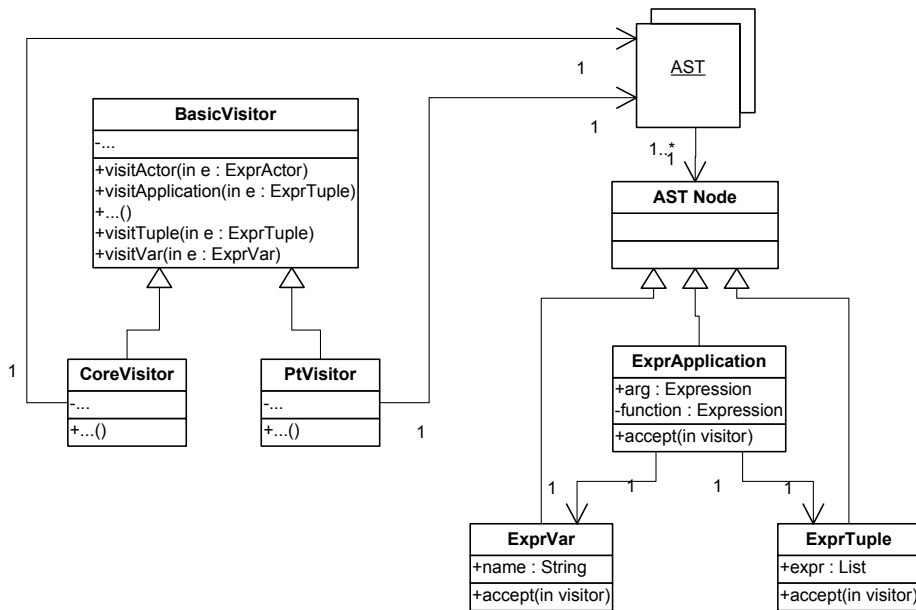 1
AST
1
BasicVisitor
-...
+visitActor(in e : ExprActor)
+visitApplication(in e : ExprTuple)
+...()
+visitTuple(in e : ExprTuple)
+visitVar(in e : ExprVar)
1..*
1
AST Node
1
CoreVisitor
-...
+...()
PtVisitor
-...
+...()
1
ExprApplication
+arg : Expression
-function : Expression
+accept(in visitor)
1
1
1
1
ExprVar
+name : String
+accept(in visitor)
ExprTuple
+expr : List
+accept(in visitor)